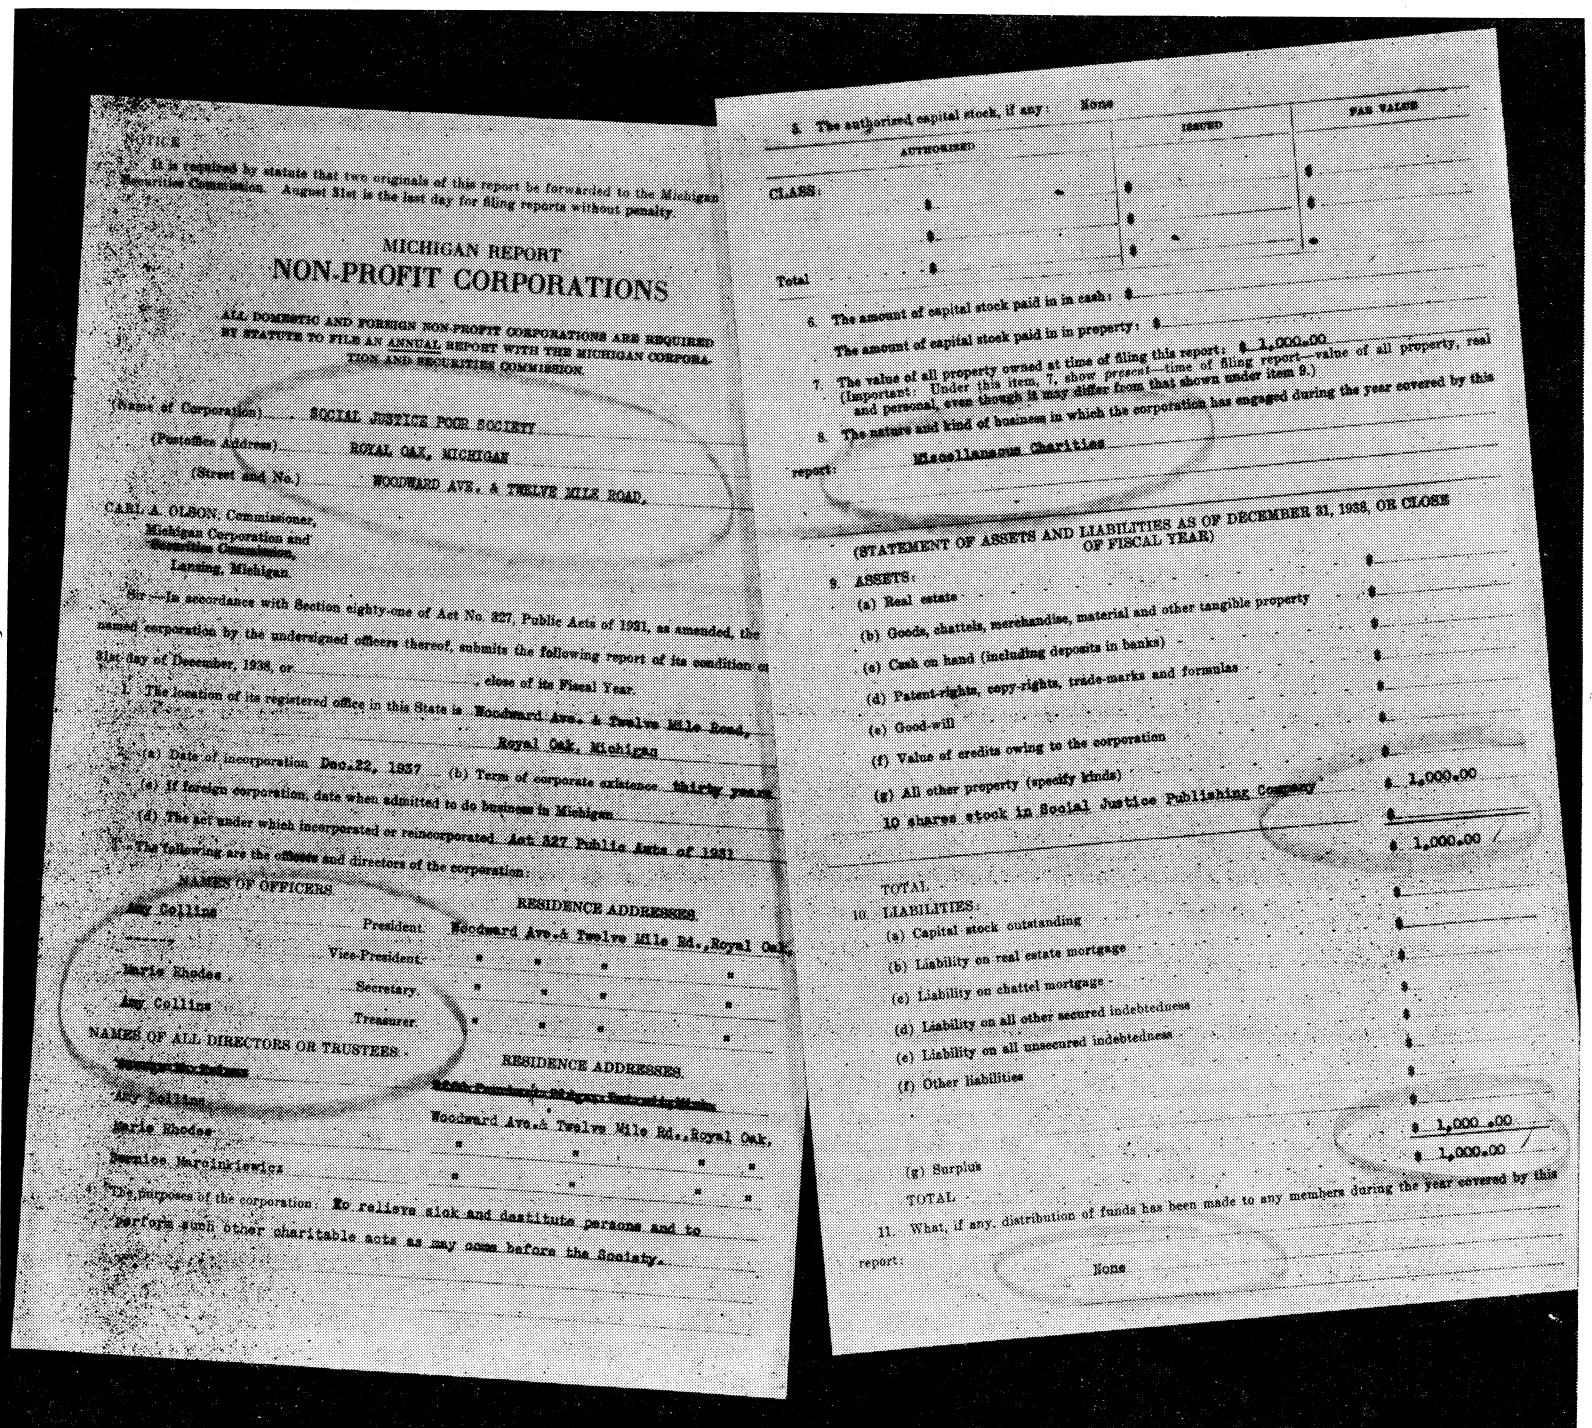 NOTICE
It is required by statute that two originals of this report be forwarded to the Michigan
Securities Commission. August 31st is the last day for filing reports without penalty.
MICHIGAN REPORT
NON-PROFIT CORPORATIONS
ALL DOMESTIC AND FOREIGN NON-PROFIT CORPORATIONS ARE REQUIRED
BY STATUTE TO FILE AN ANNUAL REPORT WITH THE MICHIGAN CORPORA-
TION AND SECURITIES COMMISSION.
(Name of Corporation) SOCIAL JUSTICE POOR SOCIETY
(Postoffice Address) ROYAL OAK, MICHIGAN
(Street and No.) WOODWARD AVE. & TWELVE MILE ROAD.
CARL A. OLSON, Commissioner,
Michigan Corporation and
Securities Commission,
Lansing, Michigan.
Sir:—In accordance with Section eighty-one of Act No. 327, Public Acts of 1931, as amended, the
named corporation by the undersigned officers thereof, submits the following report of its condition
31st day of December, 1938, or , close of its Fiscal Year.
1. The location of its registered office in this State is Woodward Ave. & Twelve Mile Road,
Royal Oak, Michigan
2. (a) Date of incorporation Dec.22, 1937 (b) Term of corporate existence thirty years
(c) If foreign corporation, date when admitted to do business in Michigan
(d) The act under which incorporated or reincorporated Act 327 Public Acts of 1931
3. The following are the officers and directors of the corporation:
NAMES OF OFFICERS RESIDENCE ADDRESSES.
Amy Collins President. Woodward Ave.& Twelve Mile Rd.,Royal Oak,
------, Vice-President. " " " "
Marie Rhodes Secretary. " " " "
Amy Collins Treasurer. " " " "
NAMES OF ALL DIRECTORS OR TRUSTEES RESIDENCE ADDRESSES.
Amy Collins Woodward Ave.& Twelve Mile Rd.,Royal Oak,
Marie Rhodes " " " "
Bernice Marcinkiewicz " " " "
4. The purposes of the corporation: To relieve sick and destitute persons and to
perform such other charitable acts as may come before the Society.
5. The authorized capital stock, if any: None
AUTHORIZED ISSUED PAR VALUE
CLASS:
$ $ $
$ $ $
Total $ $
6. The amount of capital stock paid in in cash: $
The amount of capital stock paid in in property: $
7. The value of all property owned at time of filing this report: $ 1,000.00
(Important: Under this item, 7, show present—time of filing report—value of all property, real
and personal, even though it may differ from that shown under item 9.)
8. The nature and kind of business in which the corporation has engaged during the year covered by this
report: Miscellaneous Charities
(STATEMENT OF ASSETS AND LIABILITIES AS OF DECEMBER 31, 1938, OR CLOSE
OF FISCAL YEAR)
9. ASSETS:
(a) Real estate $
(b) Goods, chattels, merchandise, material and other tangible property $
(c) Cash on hand (including deposits in banks) $
(d) Patent-rights, copy-rights, trade-marks and formulas $
(e) Good-will $
(f) Value of credits owing to the corporation $
(g) All other property (specify kinds) $
10 shares stock in Social Justice Publishing Company $ 1,000.00
$
TOTAL $ 1,000.00 /
10. LIABILITIES:
(a) Capital stock outstanding $
(b) Liability on real estate mortgage $
(c) Liability on chattel mortgage $
(d) Liability on all other secured indebtedness $
(e) Liability on all unsecured indebtedness $
(f) Other liabilities $
$
$
(g) Surplus $ 1,000.00
TOTAL $ 1,000.00 /
11. What, if any, distribution of funds has been made to any members during the year covered by this
report: None